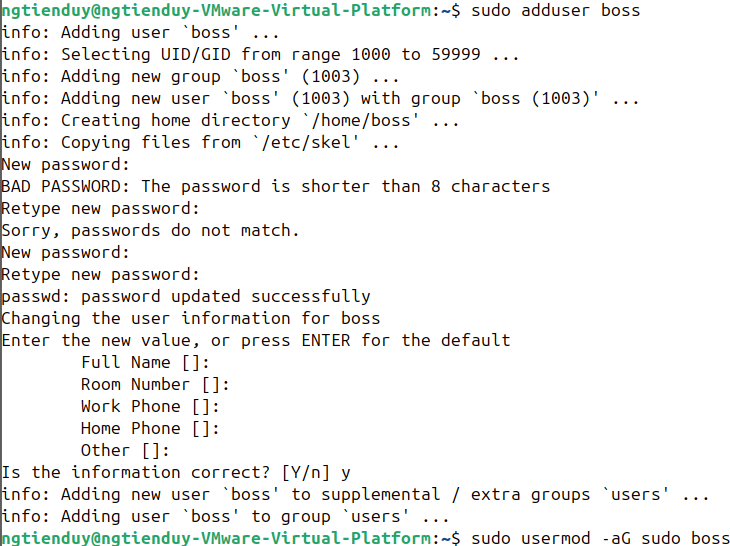 ngtienduy@ngtienduy-VMware-Virtual-Platform:~$ sudo adduser boss
info: Adding user `boss' ...
info: Selecting UID/GID from range 1000 to 59999 ...
info: Adding new group `boss' (1003) ...
info: Adding new user `boss' (1003) with group `boss (1003)' ...
info: Creating home directory `/home/boss' ...
info: Copying files from `/etc/skel' ...
New password:
BAD PASSWORD: The password is shorter than 8 characters
Retype new password:
Sorry, passwords do not match.
New password:
Retype new password:
passwd: password updated successfully
Changing the user information for boss
Enter the new value, or press ENTER for the default
        Full Name []:
        Room Number []:
        Work Phone []:
        Home Phone []:
        Other []:
Is the information correct? [Y/n] y
info: Adding new user `boss' to supplemental / extra groups `users' ...
info: Adding user `boss' to group `users' ...
ngtienduy@ngtienduy-VMware-Virtual-Platform:~$ sudo usermod -aG sudo boss